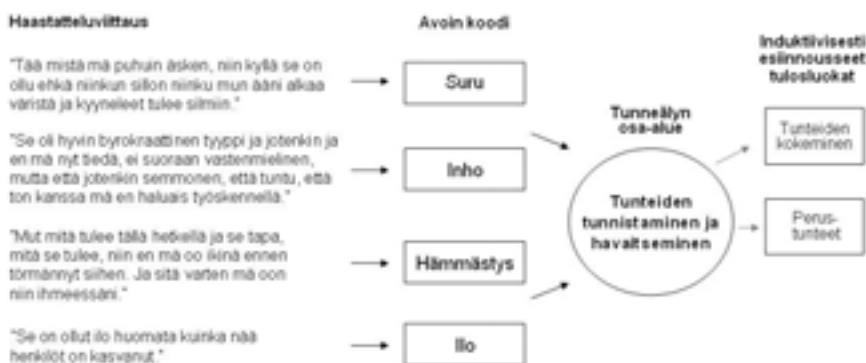 Haastatteluviittaus
"Tää mistä mä puhuin äsken, niin kyllä se on
ollu ehkä niinkun sillon niinku mun ääni alkaa
väristä ja kyyneleet tulee silmiin."
"Se oli hyvin byrokraattinen tyyppi ja jotenkin ja
en mä nyt tiedä, ei suoraan vastenmielinen,
mutta että jotenkin semmonen, että tuntu, että
ton kanssa mä en haluais työskennellä."
"Mut mitä tulee tällä hetkellä ja se tapa,
mitä se tulee, niin en mä oo ikinä ennen
törmännyt siihen. Ja sitä varten mä oon
niin ihmeessäni."
"Se on ollut ilo huomata kuinka nää
henkilöt on kasvanut."
Avoin koodi
Suru
Inho
Hämmästys
Ilo
Tunneälyn
osa-alue
Tunteiden
tunnistaminen ja
havaitseminen
Induktiivisesti
esiinnousseet
tulosluokat
Tunteiden
kokeminen
Perus-
tunteet